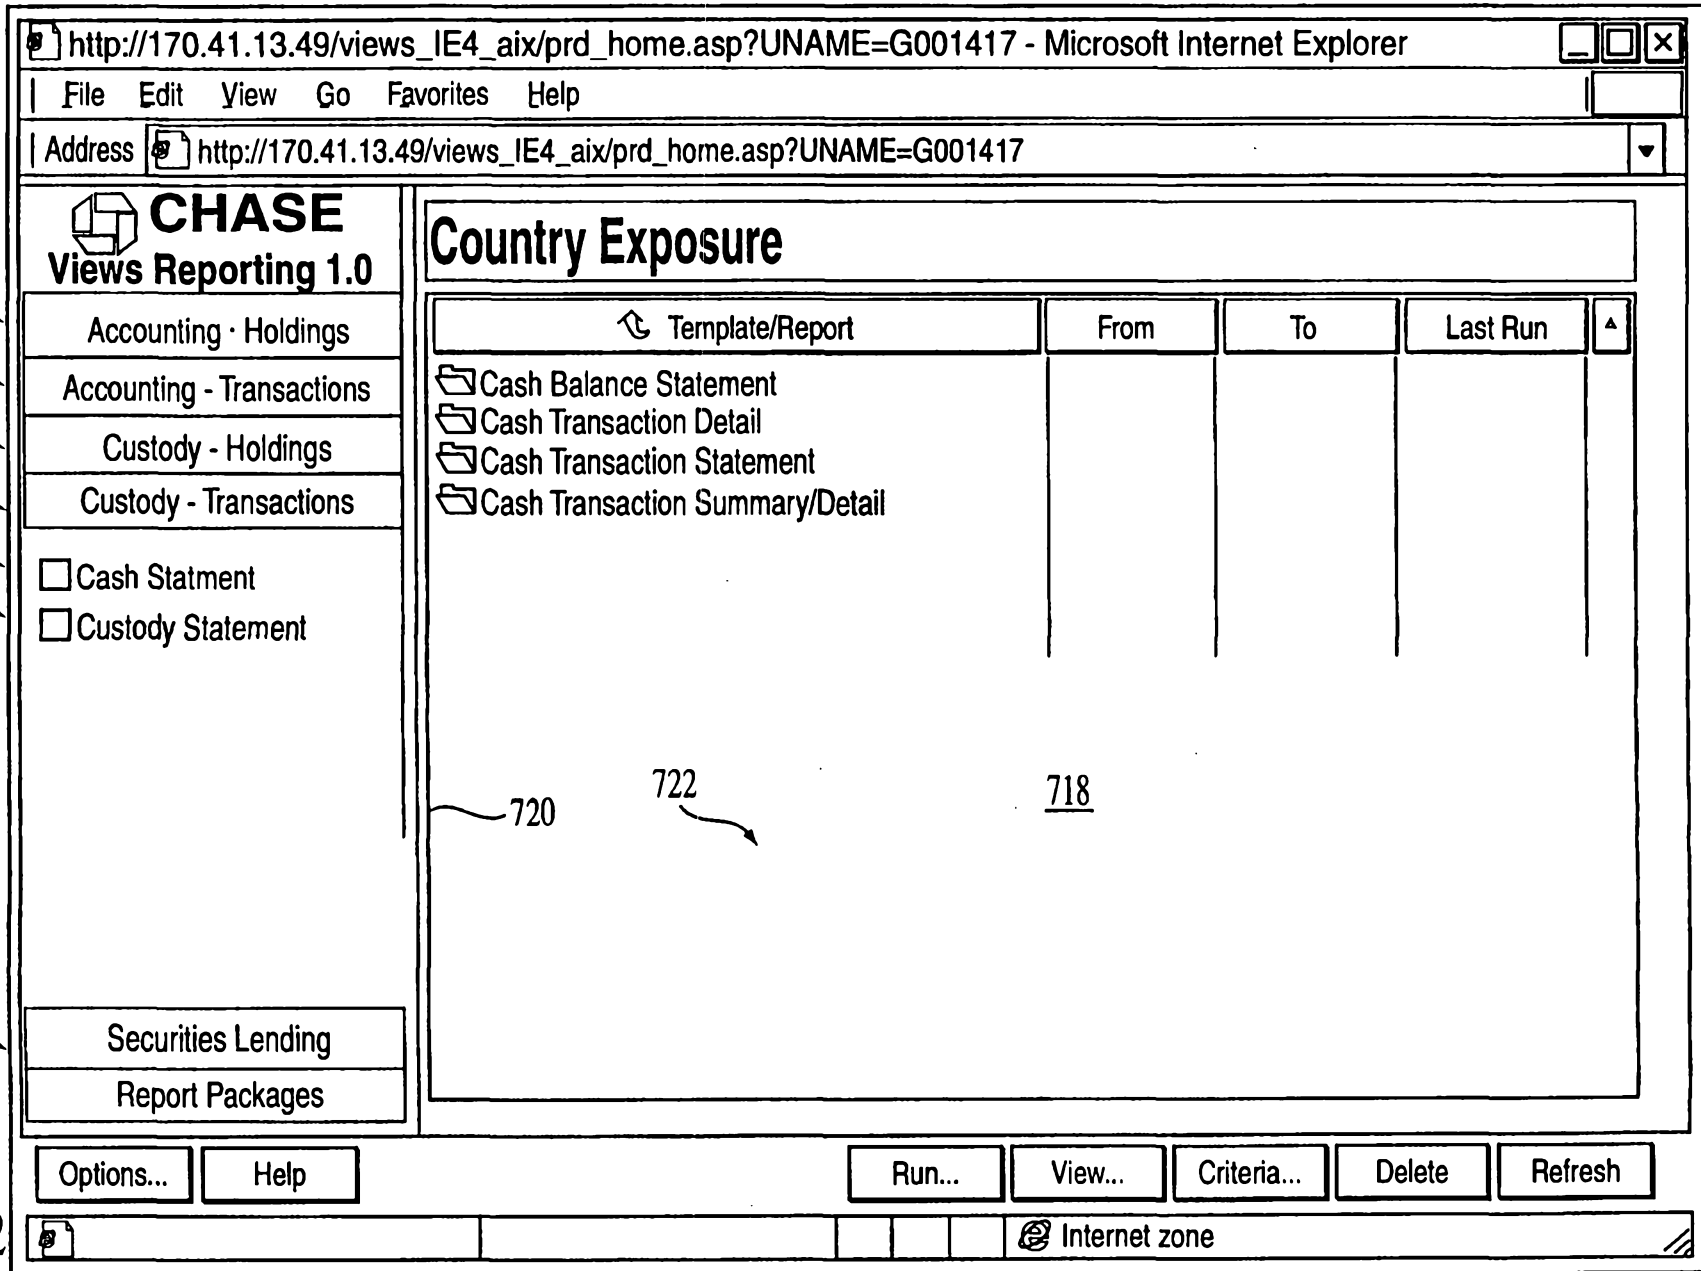 http://170.41.13.49/views_IE4_aix/prd_home.asp?UNAME=G001417 - Microsoft Internet Explorer
File Edit View Go Favorites Help
Address http://170.41.13.49/views_IE4_aix/prd_home.asp?UNAME=G001417
CHASE
Views Reporting 1.0
Accounting · Holdings
Accounting - Transactions
Custody - Holdings
Custody - Transactions
Cash Statment
Custody Statement
Securities Lending
Report Packages
Country Exposure
Template/Report From To Last Run
Cash Balance Statement
Cash Transaction Detail
Cash Transaction Statement
Cash Transaction Summary/Detail
720 722 718
Options... Help Run... View... Criteria... Delete Refresh
Internet zone